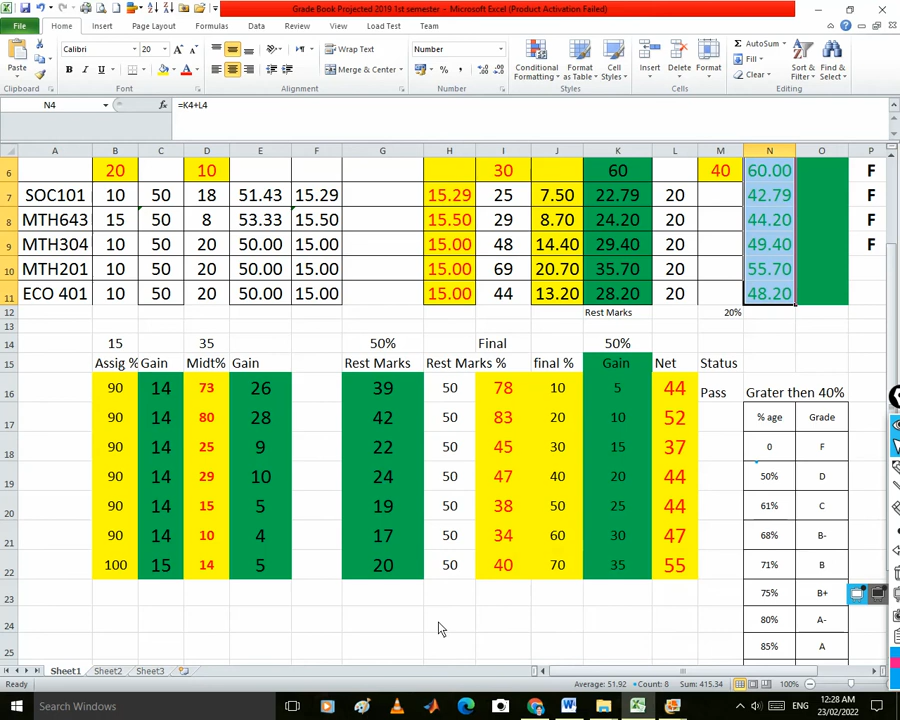 Grade Book Projected 2019 1st semester - Microsoft Excel (Product Activation Failed)
File Home Insert Page Layout Formulas Data Review View Load Test Team
Paste Calibri 20 Wrap Text Number Conditional Formatting Format as Table Cell Styles Insert Delete Format AutoSum Fill Clear Sort & Filter Find & Select
B I U A Merge & Center $ % ,
Clipboard Font Alignment Number Styles Cells Editing
N4 fx =K4+L4
A B C D E F G H I J K L M N O P
6 20 10 30 60 40 60.00 F
7 SOC101 10 50 18 51.43 15.29 15.29 25 7.50 22.79 20 42.79 F
8 MTH643 15 50 8 53.33 15.50 15.50 29 8.70 24.20 20 44.20 F
9 MTH304 10 50 20 50.00 15.00 15.00 48 14.40 29.40 20 49.40 F
10 MTH201 10 50 20 50.00 15.00 15.00 69 20.70 35.70 20 55.70
11 ECO 401 10 50 20 50.00 15.00 15.00 44 13.20 28.20 20 48.20
12 Rest Marks 20%
13
14 15 35 50% Final 50%
15 Assig % Gain Midt% Gain Rest Marks Rest Marks % final % Gain Net Status
16 90 14 73 26 39 50 78 10 5 44 Pass Grater then 40%
17 90 14 80 28 42 50 83 20 10 52 % age Grade
18 90 14 25 9 22 50 45 30 15 37 0 F
19 90 14 29 10 24 50 47 40 20 44 50% D
20 90 14 15 5 19 50 38 50 25 44 61% C
21 90 14 10 4 17 50 34 60 30 47 68% B-
22 100 15 14 5 20 50 40 70 35 55 71% B
23 75% B+
24 80% A-
25 85% A
Sheet1 Sheet2 Sheet3
Ready Average: 51.92 Count: 8 Sum: 415.34 100%
Search Windows ENG 12:28 AM
23/02/2022